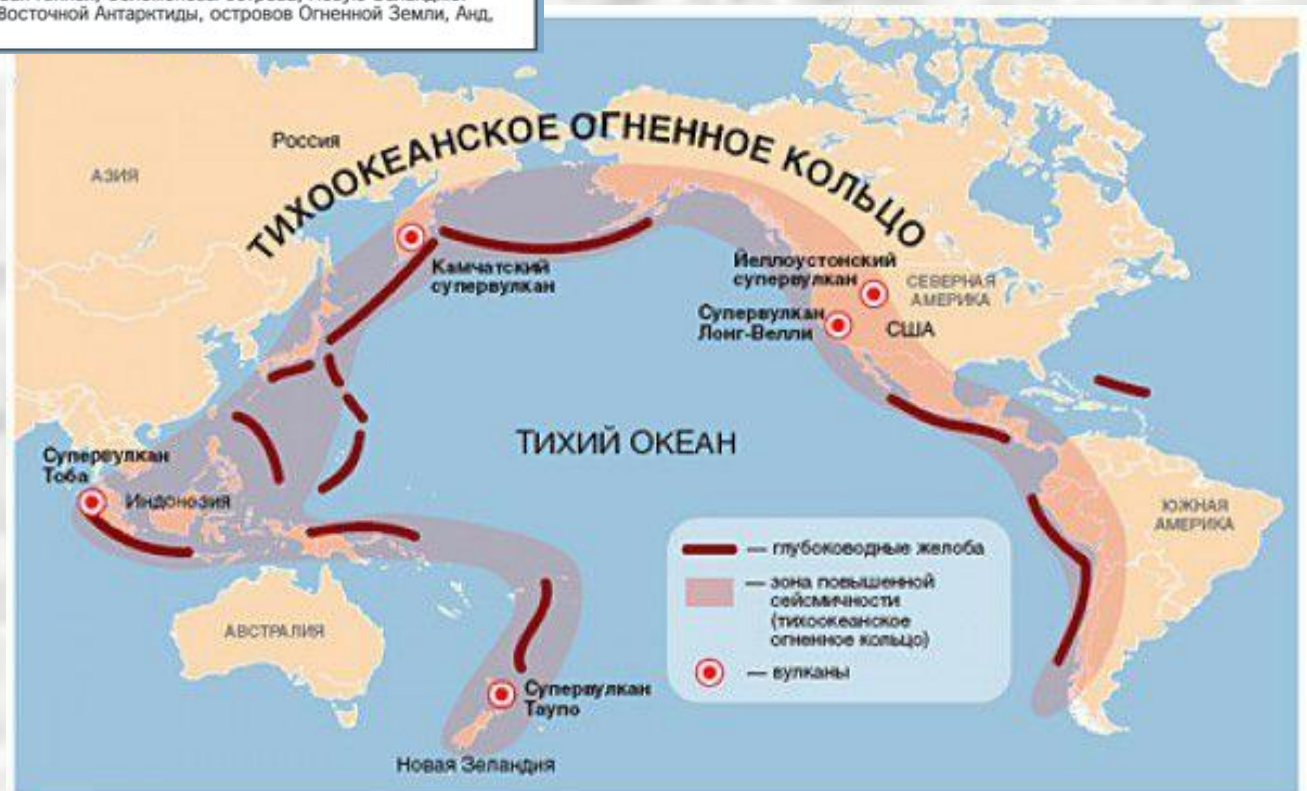 Восточной Антарктиды, островов Огненной Земли, Анд,
ТИХООКЕАНСКОЕ ОГНЕННОЕ КОЛЬЦО
Россия
АЗИЯ
Камчатский
супервулкан
Йеллоустонский
супервулкан
СЕВЕРНАЯ
АМЕРИКА
Супервулкан
Лонг-Велли
США
ТИХИЙ ОКЕАН
Супервулкан
Тоба
Индонозия
ЮЖНАЯ
АМЕРИКА
— глубоководные желоба
— зона повышенной
сейсмичности
(тихоокеанское
огненное кольцо)
— вулканы
АВСТРАЛИЯ
Супервулкан
Таупо
Новая Зеландия